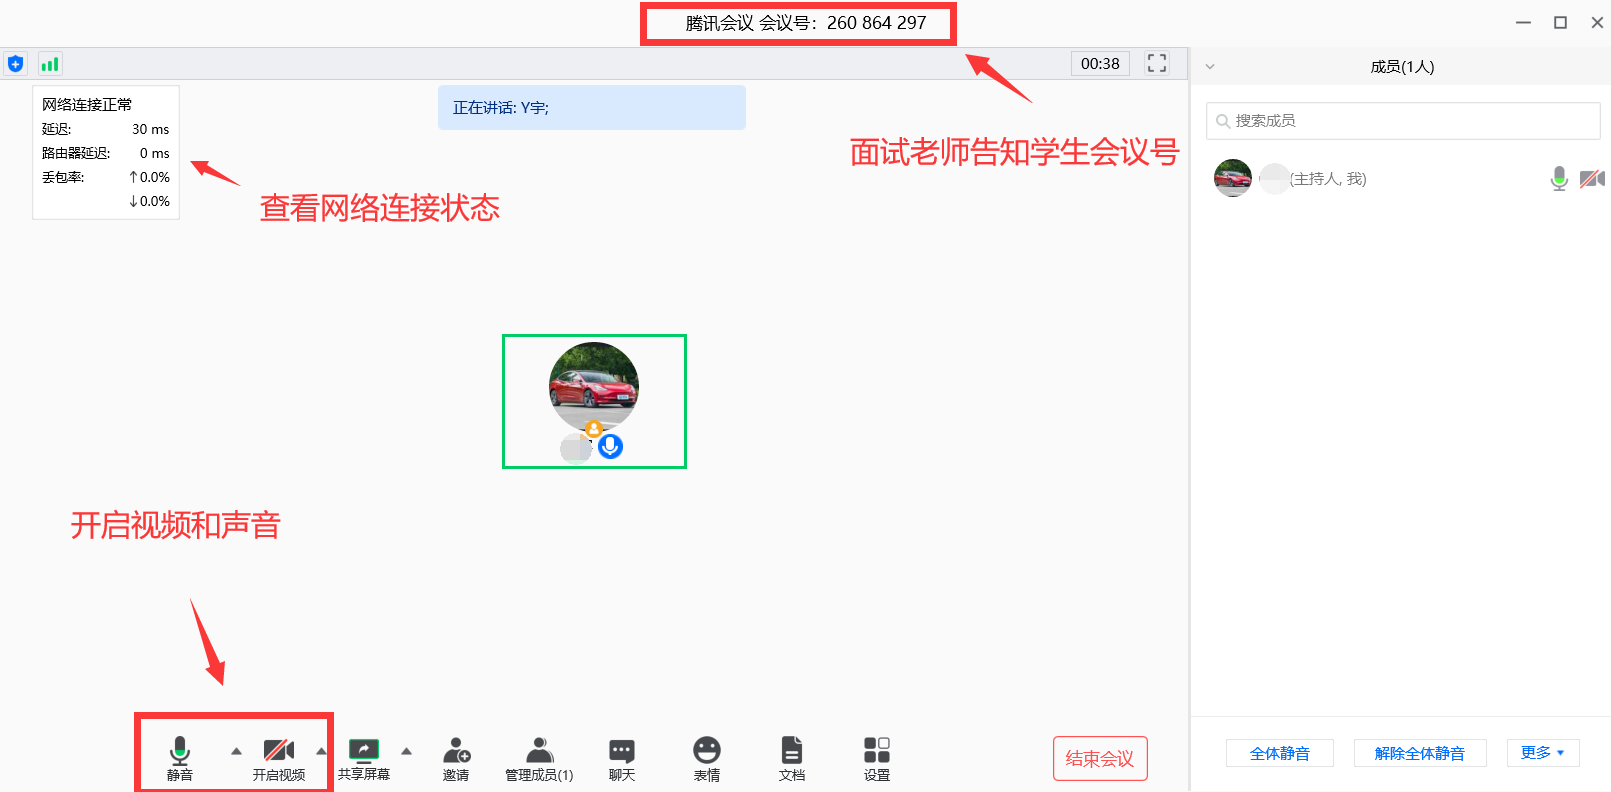 腾讯会议 会议号：260 864 297
00:38
成员(1人)
网络连接正常
延迟: 30 ms
路由器延迟: 0 ms
丢包率: ↑0.0%
↓0.0%
正在讲话: Y宇;
搜索成员
面试老师告知学生会议号
(主持人, 我)
查看网络连接状态
开启视频和声音
静音
开启视频
共享屏幕
邀请
管理成员(1)
聊天
表情
文档
设置
结束会议
全体静音
解除全体静音
更多